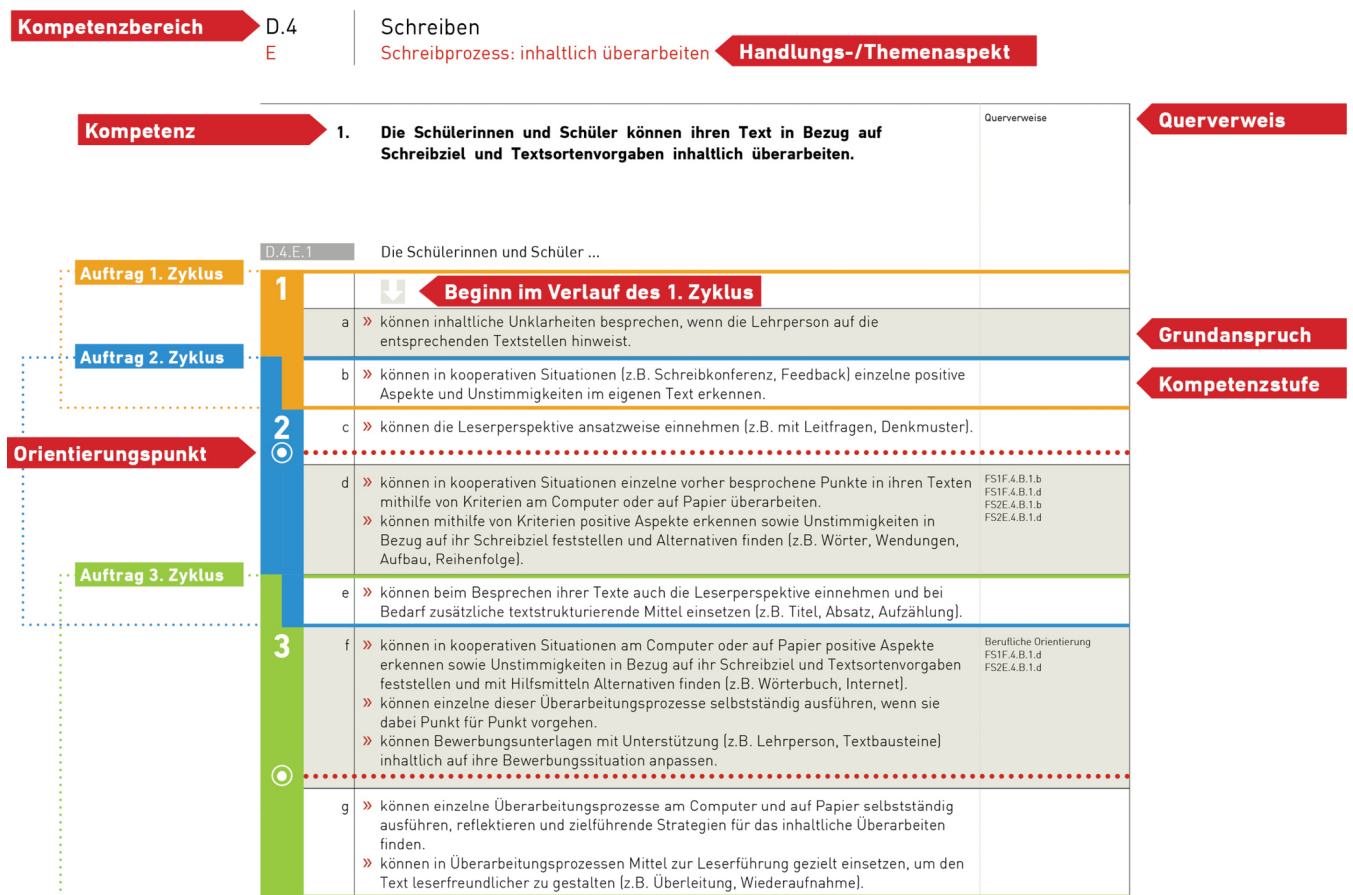 Kompetenzbereich
D.4
Schreiben
E
Schreibprozess: inhaltlich überarbeiten
Handlungs-/Themenaspekt
Kompetenz
1.
Die Schülerinnen und Schüler können ihren Text in Bezug auf
Schreibziel und Textsortenvorgaben inhaltlich überarbeiten.
Querverweise
Querverweis
D.4.E.1
Die Schülerinnen und Schüler ...
Auftrag 1. Zyklus
1
Beginn im Verlauf des 1. Zyklus
a
» können inhaltliche Unklarheiten besprechen, wenn die Lehrperson auf die
entsprechenden Textstellen hinweist.
Grundanspruch
Auftrag 2. Zyklus
b
» können in kooperativen Situationen (z.B. Schreibkonferenz, Feedback) einzelne positive
Aspekte und Unstimmigkeiten im eigenen Text erkennen.
Kompetenzstufe
2
c
» können die Leserperspektive ansatzweise einnehmen (z.B. mit Leitfragen, Denkmuster).
Orientierungspunkt
d
» können in kooperativen Situationen einzelne vorher besprochene Punkte in ihren Texten
mithilfe von Kriterien am Computer oder auf Papier überarbeiten.
» können mithilfe von Kriterien positive Aspekte erkennen sowie Unstimmigkeiten in
Bezug auf ihr Schreibziel feststellen und Alternativen finden (z.B. Wörter, Wendungen,
Aufbau, Reihenfolge).
FS1F.4.B.1.b
FS1F.4.B.1.d
FS2E.4.B.1.b
FS2E.4.B.1.d
Auftrag 3. Zyklus
e
» können beim Besprechen ihrer Texte auch die Leserperspektive einnehmen und bei
Bedarf zusätzliche textstrukturierende Mittel einsetzen (z.B. Titel, Absatz, Aufzählung).
3
f
» können in kooperativen Situationen am Computer oder auf Papier positive Aspekte
erkennen sowie Unstimmigkeiten in Bezug auf ihr Schreibziel und Textsortenvorgaben
feststellen und mit Hilfsmitteln Alternativen finden (z.B. Wörterbuch, Internet).
» können einzelne dieser Überarbeitungsprozesse selbstständig ausführen, wenn sie
dabei Punkt für Punkt vorgehen.
» können Bewerbungsunterlagen mit Unterstützung (z.B. Lehrperson, Textbausteine)
inhaltlich auf ihre Bewerbungssituation anpassen.
Berufliche Orientierung
FS1F.4.B.1.d
FS2E.4.B.1.d
g
» können einzelne Überarbeitungsprozesse am Computer und auf Papier selbstständig
ausführen, reflektieren und zielführende Strategien für das inhaltliche Überarbeiten
finden.
» können in Überarbeitungsprozessen Mittel zur Leserführung gezielt einsetzen, um den
Text leserfreundlicher zu gestalten (z.B. Überleitung, Wiederaufnahme).